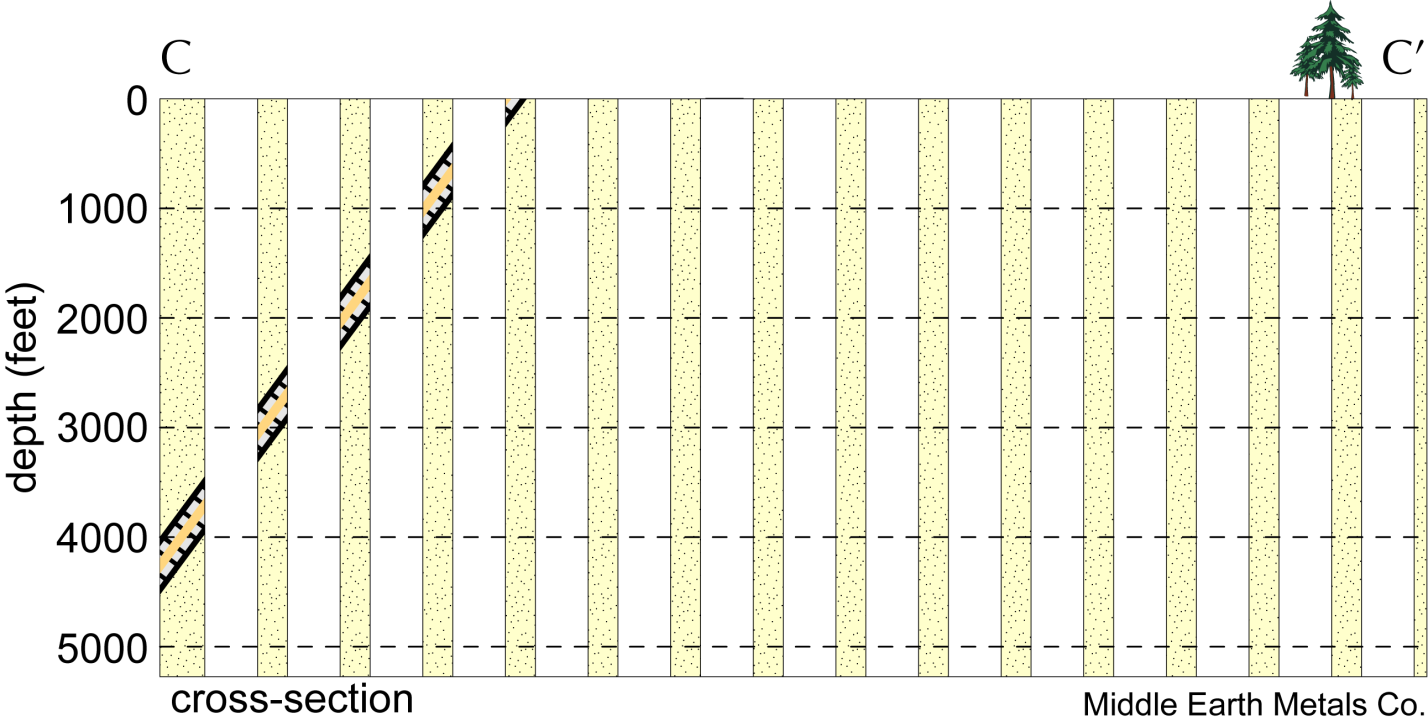 C
C′
0
1000
2000
3000
4000
5000
depth (feet)
cross-section
Middle Earth Metals Co.